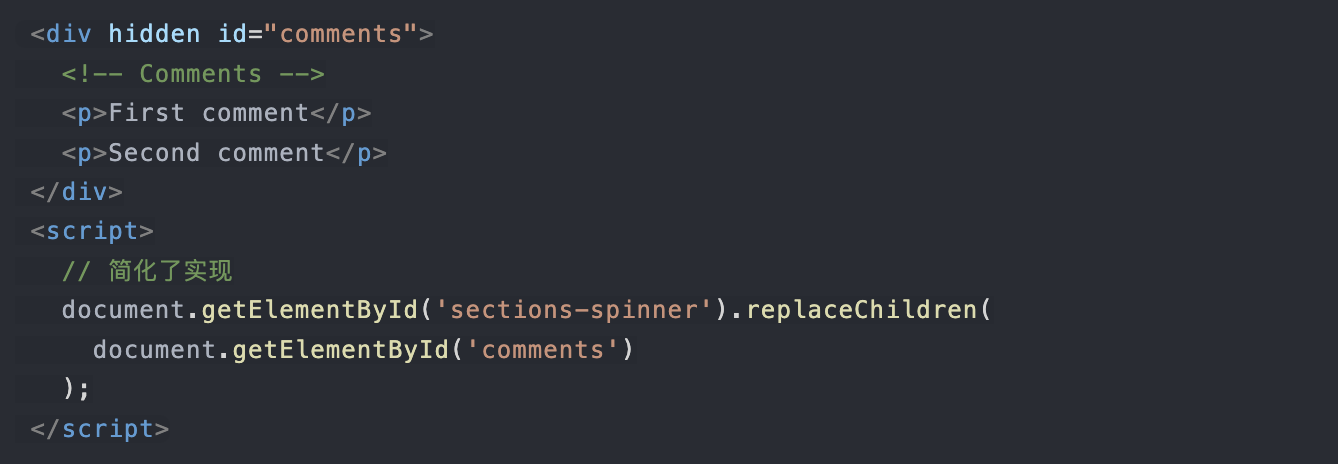 <div hidden id="comments">
  <!-- Comments -->
  <p>First comment</p>
  <p>Second comment</p>
</div>
<script>
  // 简化了实现
  document.getElementById('sections-spinner').replaceChildren(
    document.getElementById('comments')
  );
</script>